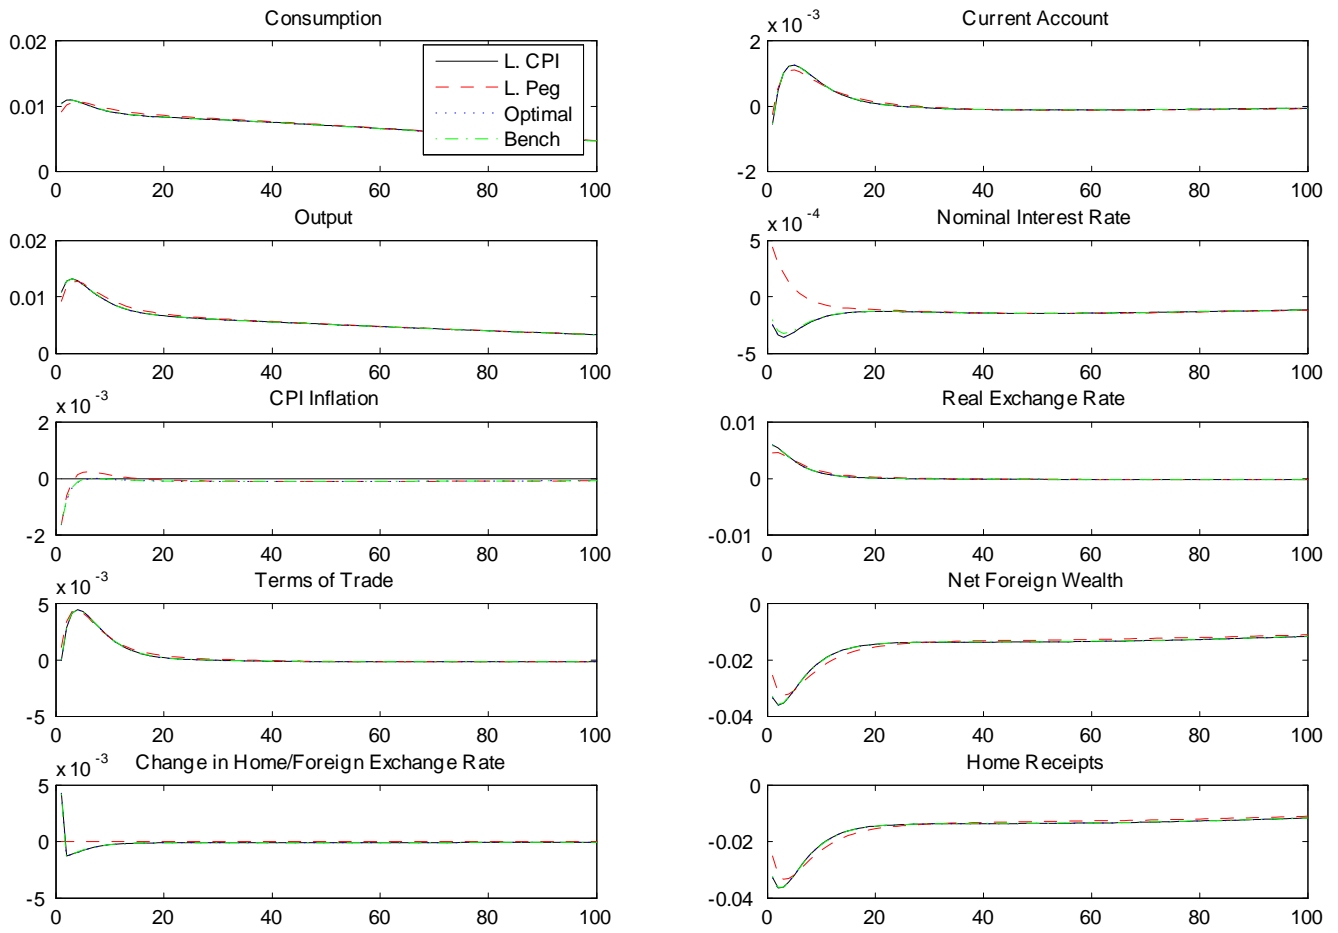 Consumption
0.02
0.01
0
0 20 40 60 80 100
L. CPI
L. Peg
Optimal
Bench
Current Account
x 10 -3
2
0
-2
0 20 40 60 80 100
Output
0.02
0.01
0
0 20 40 60 80 100
Nominal Interest Rate
x 10 -4
5
0
-5
0 20 40 60 80 100
CPI Inflation
x 10 -3
2
0
-2
0 20 40 60 80 100
Real Exchange Rate
0.01
0
-0.01
0 20 40 60 80 100
Terms of Trade
x 10 -3
5
0
-5
0 20 40 60 80 100
Net Foreign Wealth
0
-0.02
-0.04
0 20 40 60 80 100
Change in Home/Foreign Exchange Rate
x 10 -3
5
0
-5
0 20 40 60 80 100
Home Receipts
0
-0.02
-0.04
0 20 40 60 80 100